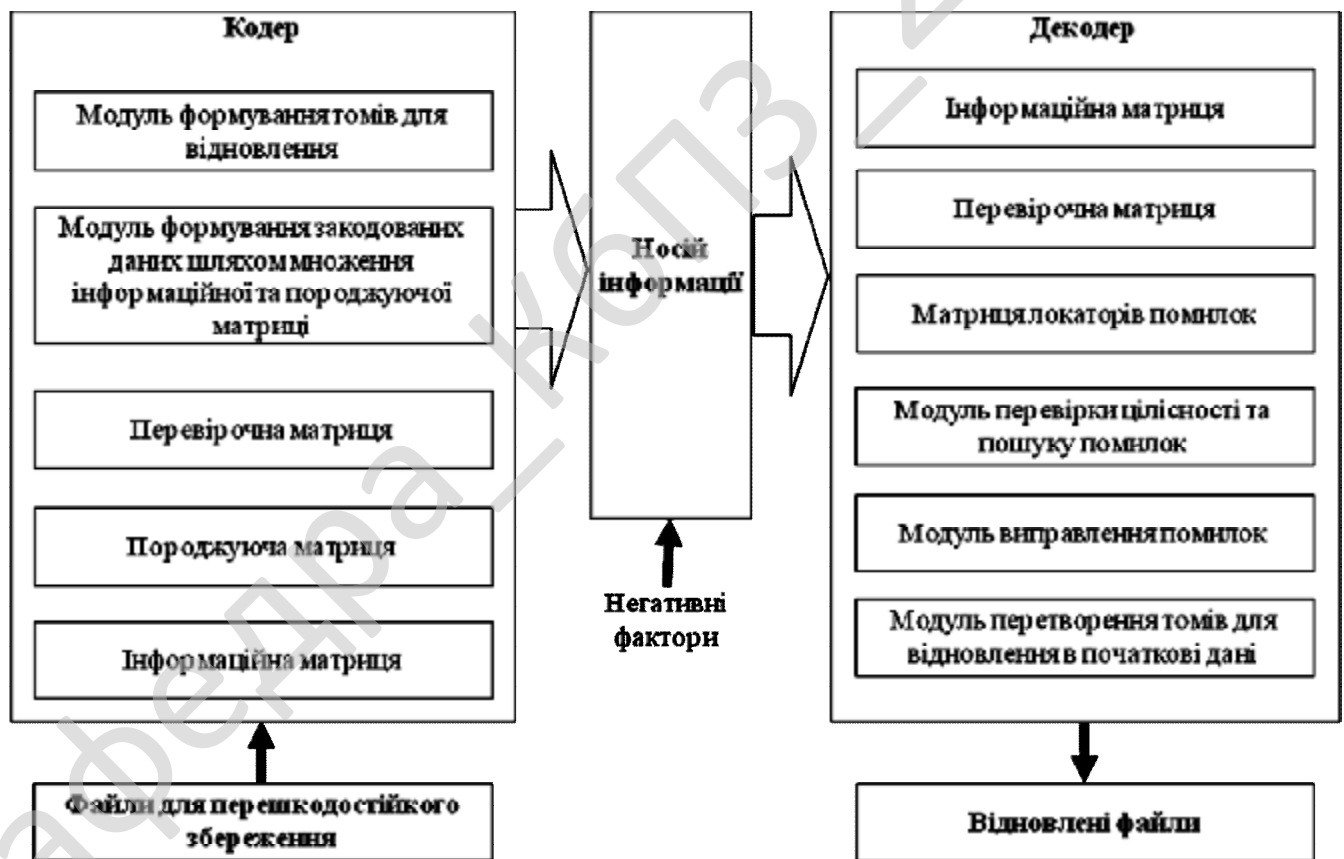 Кодер
Модуль формування томів для
відновлення
Модуль формування закодованих
даних шляхом множення
інформаційної та породжуючої
матриці
Перевірочна матриця
Породжуюча матриця
Інформаційна матриця
Файли для перешкодостійкого
збереження
Носій
інформації
Негативні
фактори
Декодер
Інформаційна матриця
Перевірочна матриця
Матриця локаторів помилок
Модуль перевірки цілісності та
пошуку помилок
Модуль виправлення помилок
Модуль перетворення томів для
відновлення в початкові дані
Відновлені файли
афедра_КбПЗ_2